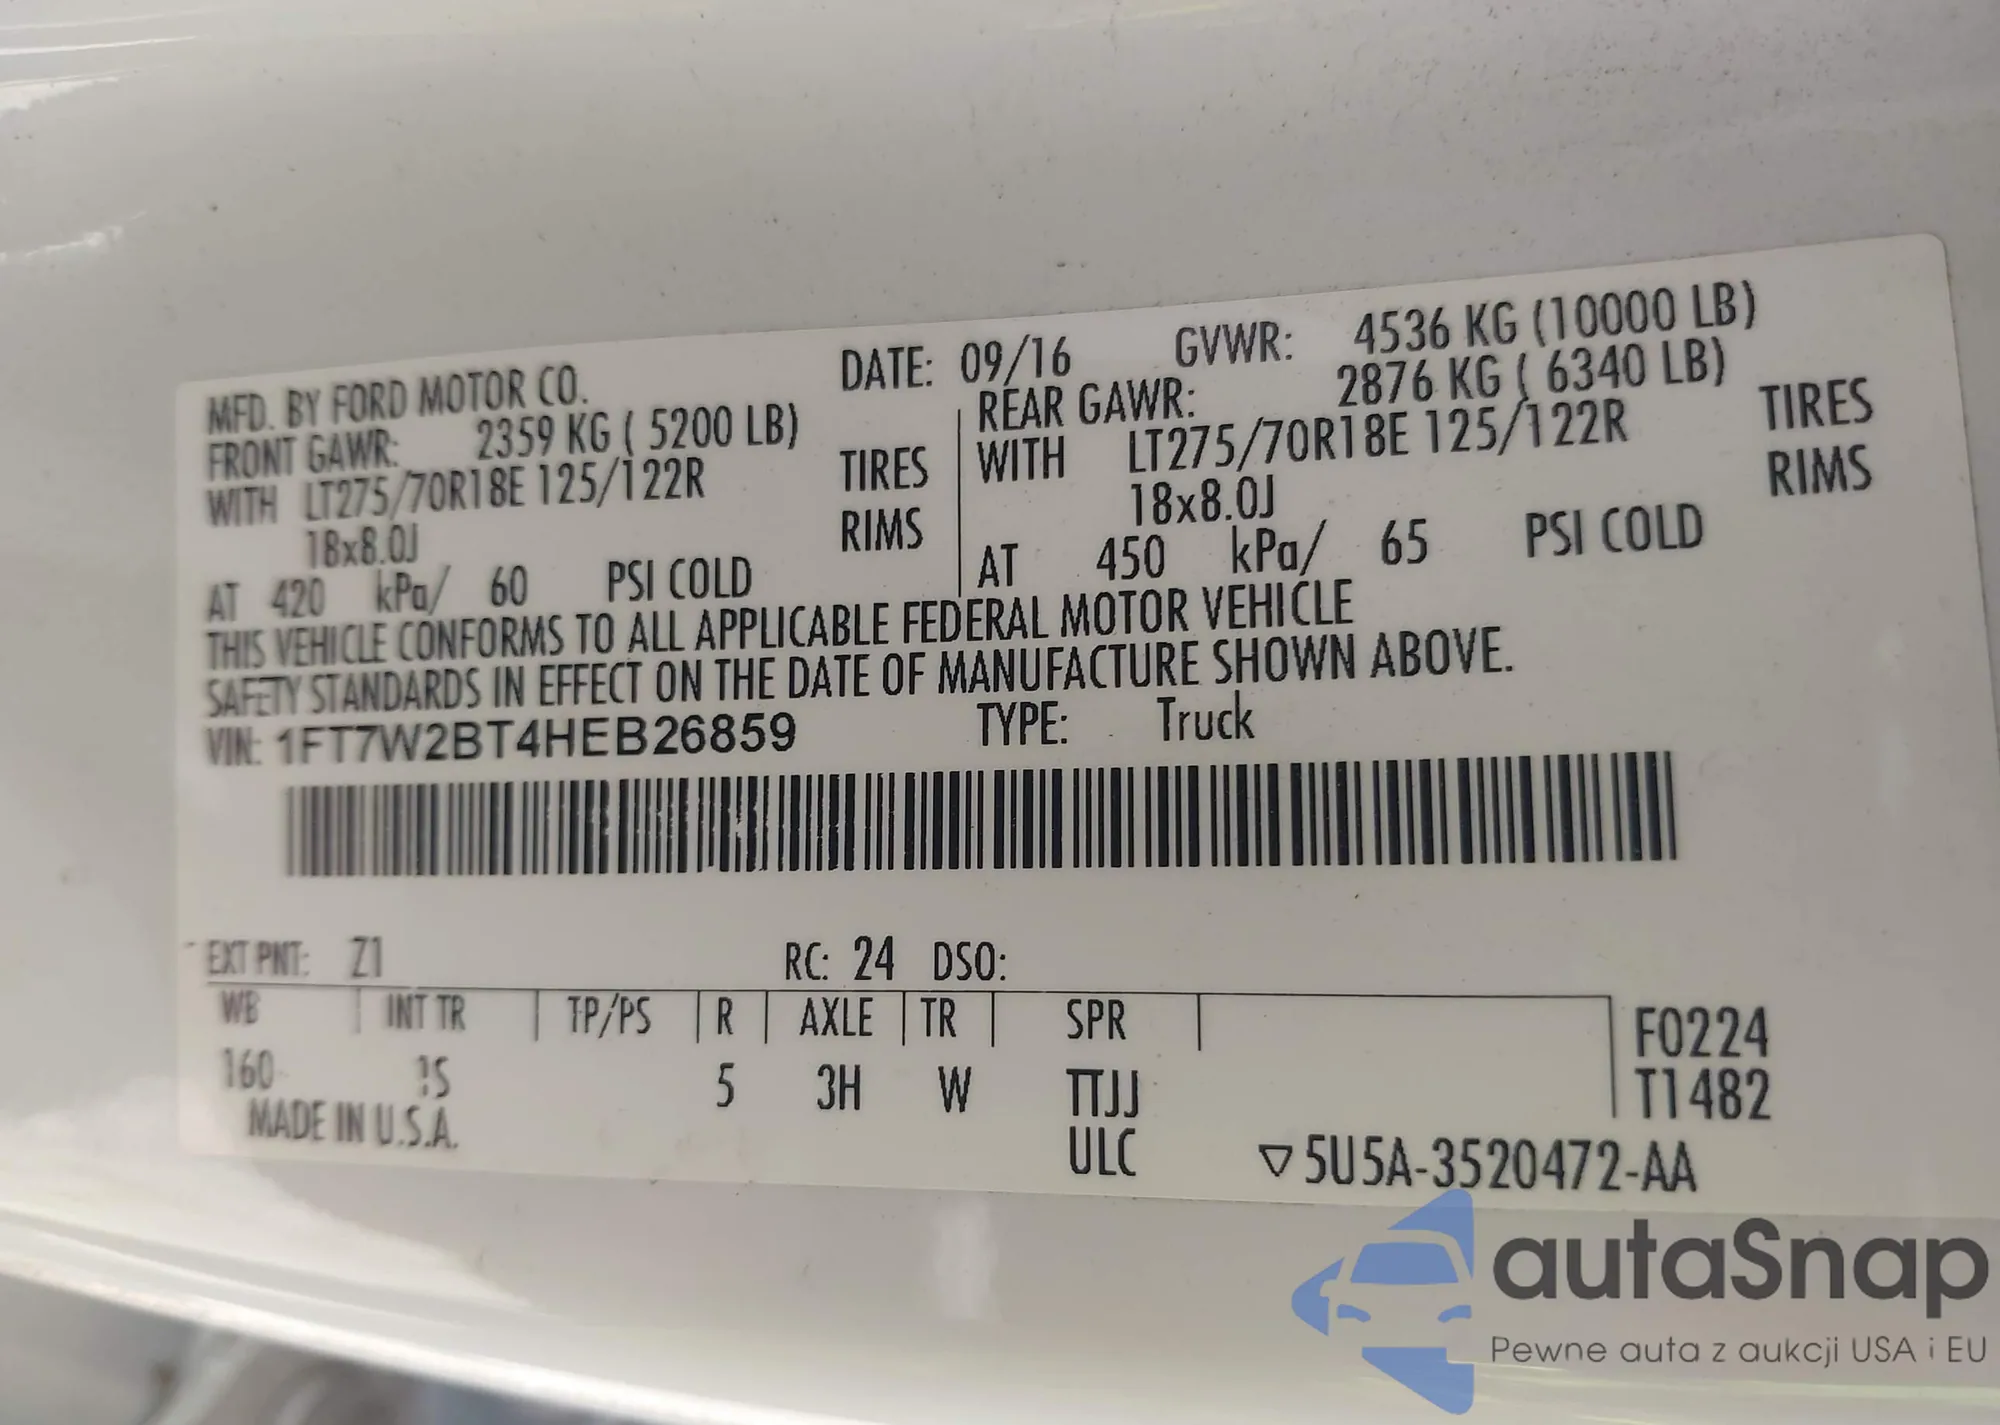 MFD. BY FORD MOTOR CO. DATE: 09/16 GVWR: 4536 KG (10000 LB)
FRONT GAWR: 2359 KG ( 5200 LB) REAR GAWR: 2876 KG ( 6340 LB)
WITH LT275/70R18E 125/122R TIRES WITH LT275/70R18E 125/122R TIRES
18x8.0J RIMS 18x8.0J RIMS
AT 420 kPa/ 60 PSI COLD AT 450 kPa/ 65 PSI COLD
THIS VEHICLE CONFORMS TO ALL APPLICABLE FEDERAL MOTOR VEHICLE
SAFETY STANDARDS IN EFFECT ON THE DATE OF MANUFACTURE SHOWN ABOVE.
VIN: 1FT7W2BT4HEB26859 TYPE: Truck
EXT PNT: Z1 RC: 24 DSO:
WB INT TR TP/PS R AXLE TR SPR F0224
160 5 3H W TTJJ T1482
MADE IN U.S.A. ULC ▽5U5A-3520472-AA
autaSnap
Pewne auta z aukcji USA i EU